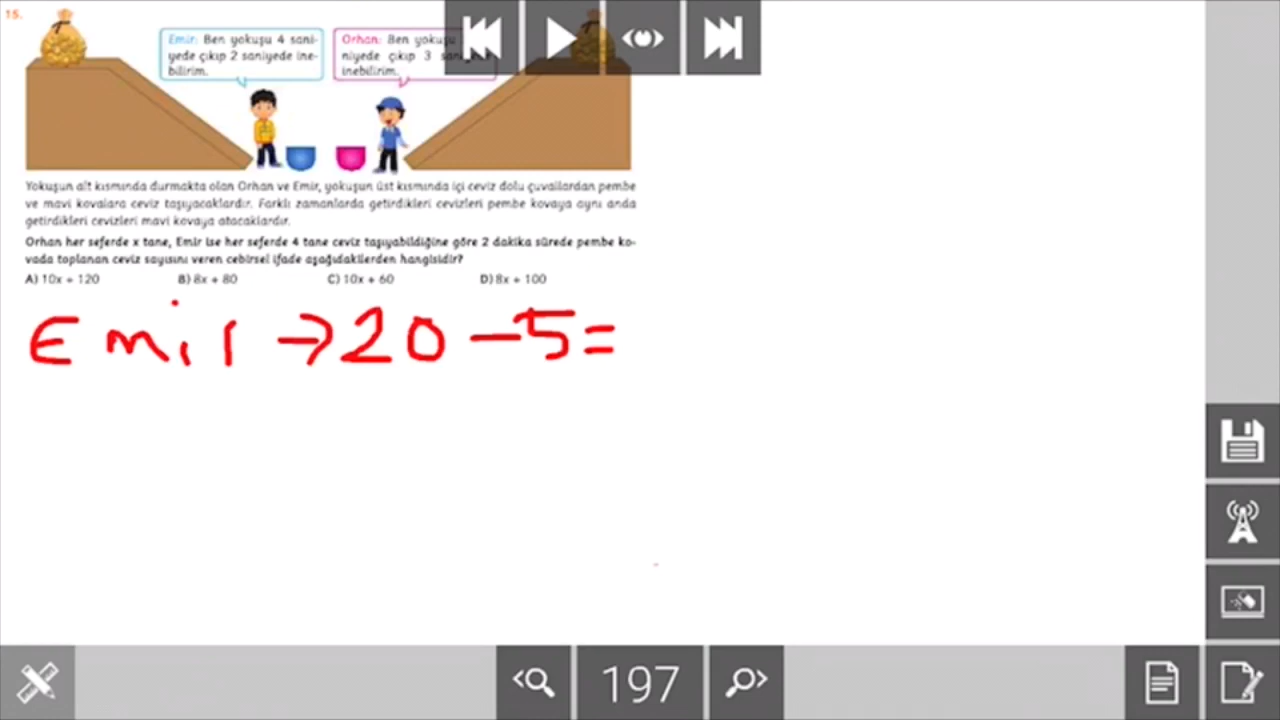 15.
Emir: Ben yokuşu 4 sani-
yede çıkıp 2 saniyede ine-
bilirim.
Orhan: Ben yokuşu
niyede çıkıp 3
inebilirim.
Yokuşun alt kısmında durmakta olan Orhan ve Emir, yokuşun üst kısmında içi ceviz dolu çuvallardan pembe
ve mavi kovalara ceviz taşıyacaklardır. Farklı zamanlarda getirdikleri cevizleri pembe kovaya aynı anda
getirdikleri cevizleri mavi kovaya atacaklardır.
Orhan her seferde x tane, Emir ise her seferde 4 tane ceviz taşıyabildiğine göre 2 dakika sürede pembe ko-
vada toplanan ceviz sayısını veren cebirsel ifade aşağıdakilerden hangisidir?
A) 10x + 120 B) 8x + 80 C) 10x + 60 D) 8x + 100
Emir → 20 - 5 =
197